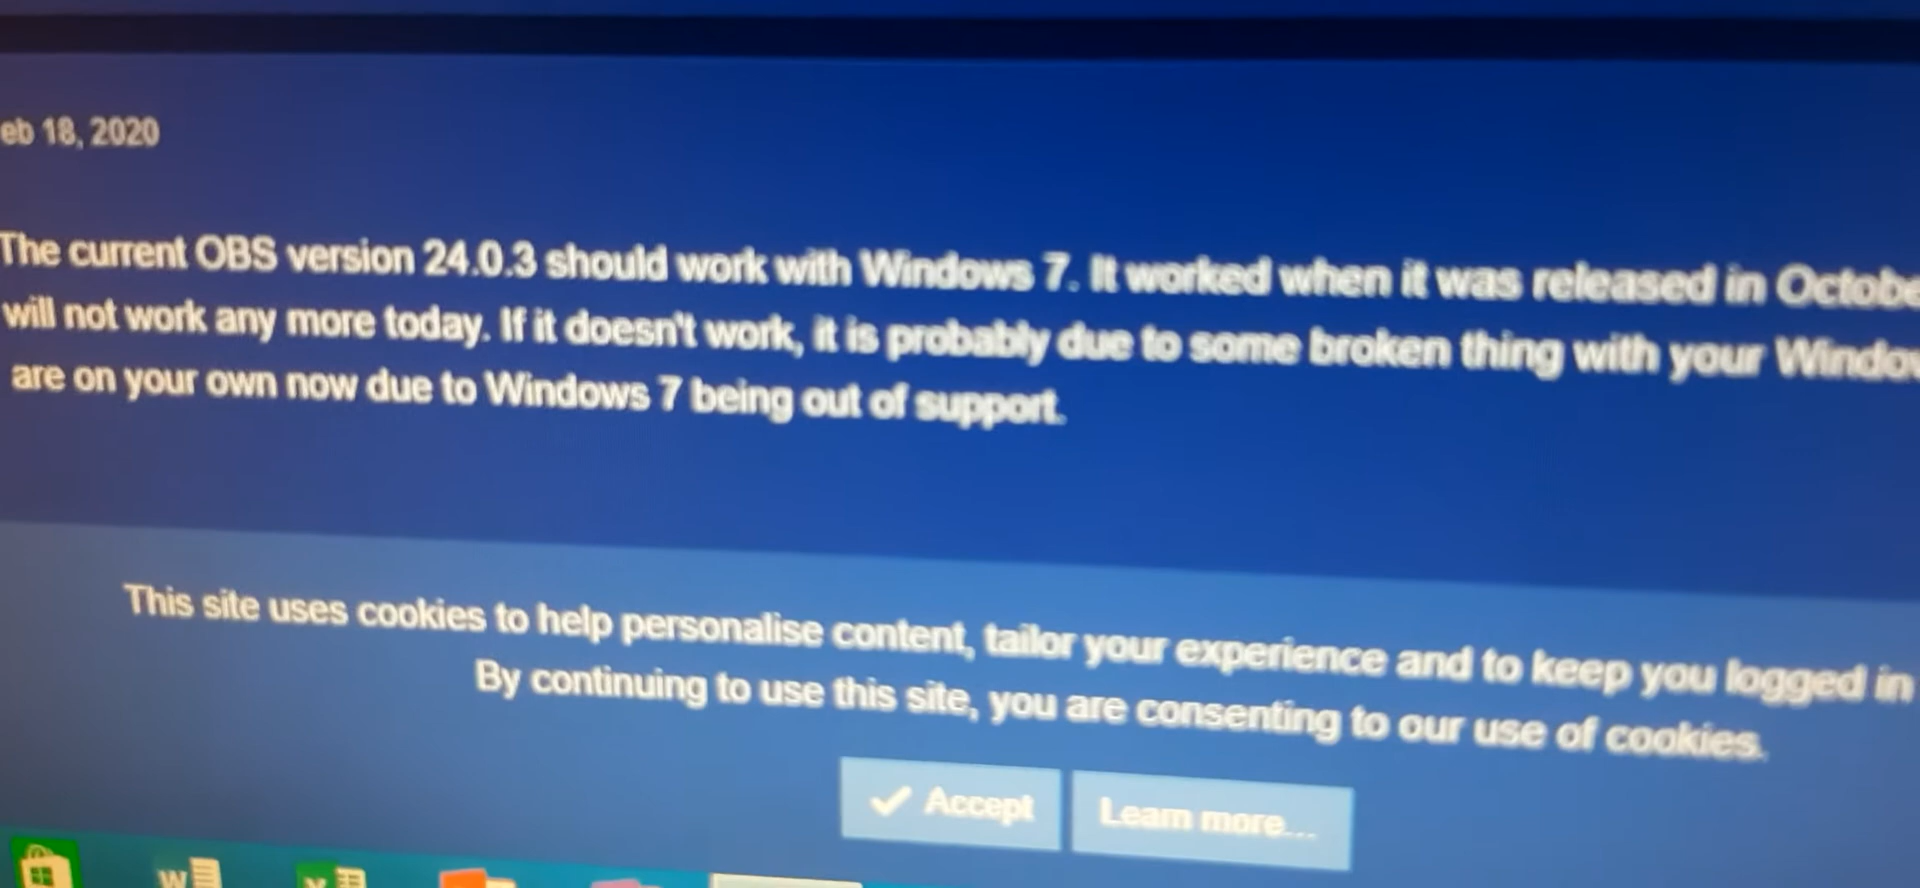 eb 18, 2020
The current OBS version 24.0.3 should work with Windows 7. It worked when it was released in Octobe
will not work any more today. If it doesn't work, it is probably due to some broken thing with your Window
are on your own now due to Windows 7 being out of support.
This site uses cookies to help personalise content, tailor your experience and to keep you logged in
By continuing to use this site, you are consenting to our use of cookies.
Accept
Learn more...
W
X